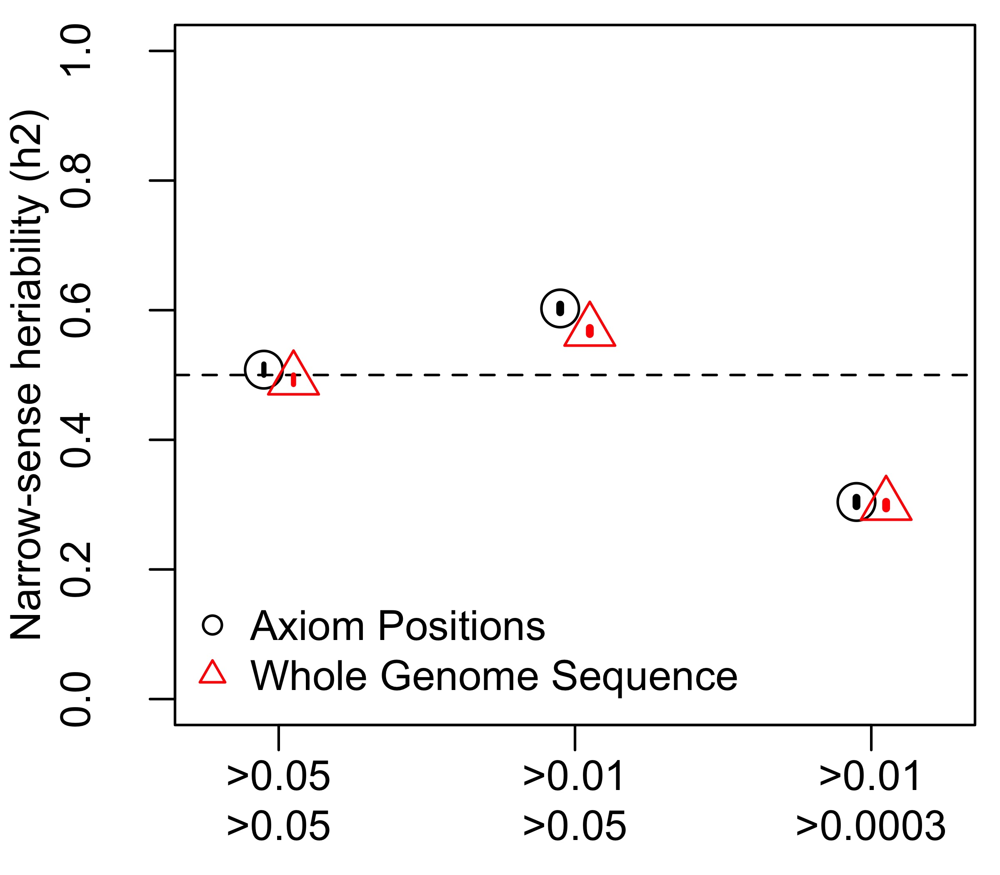 Narrow-sense heriability (h2)
1.0
0.8
0.6
0.4
0.2
0.0
Axiom Positions
Whole Genome Sequence
>0.05 >0.01 >0.01
>0.05 >0.05 >0.0003